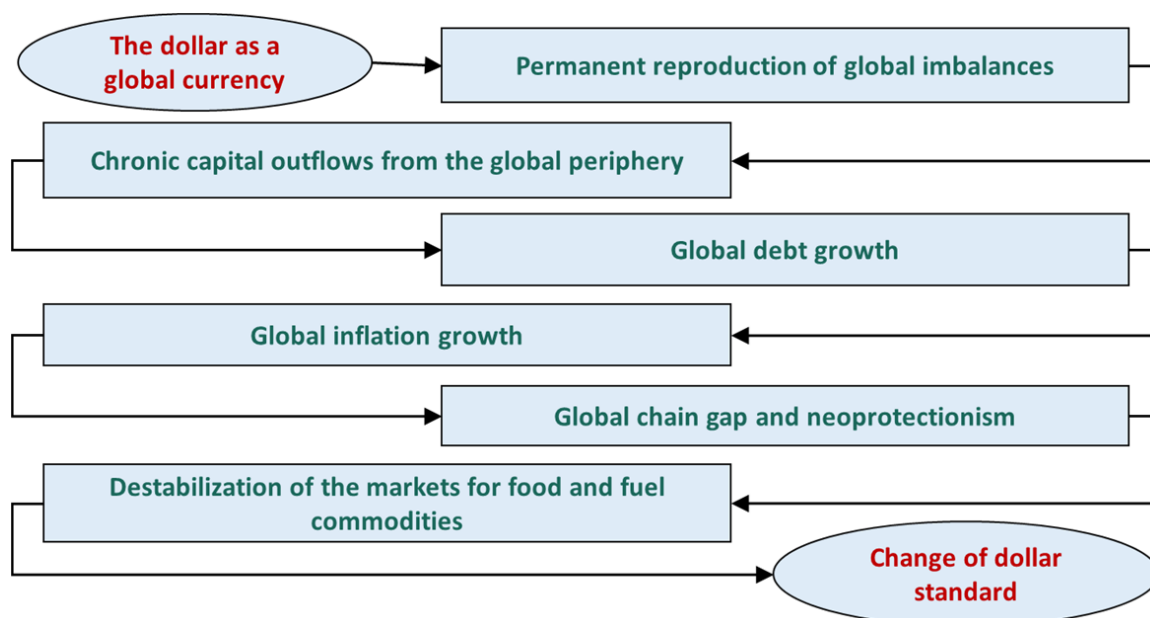 The dollar as a
global currency
Permanent reproduction of global imbalances
Chronic capital outflows from the global periphery
Global debt growth
Global inflation growth
Global chain gap and neoprotectionism
Destabilization of the markets for food and fuel
commodities
Change of dollar
standard